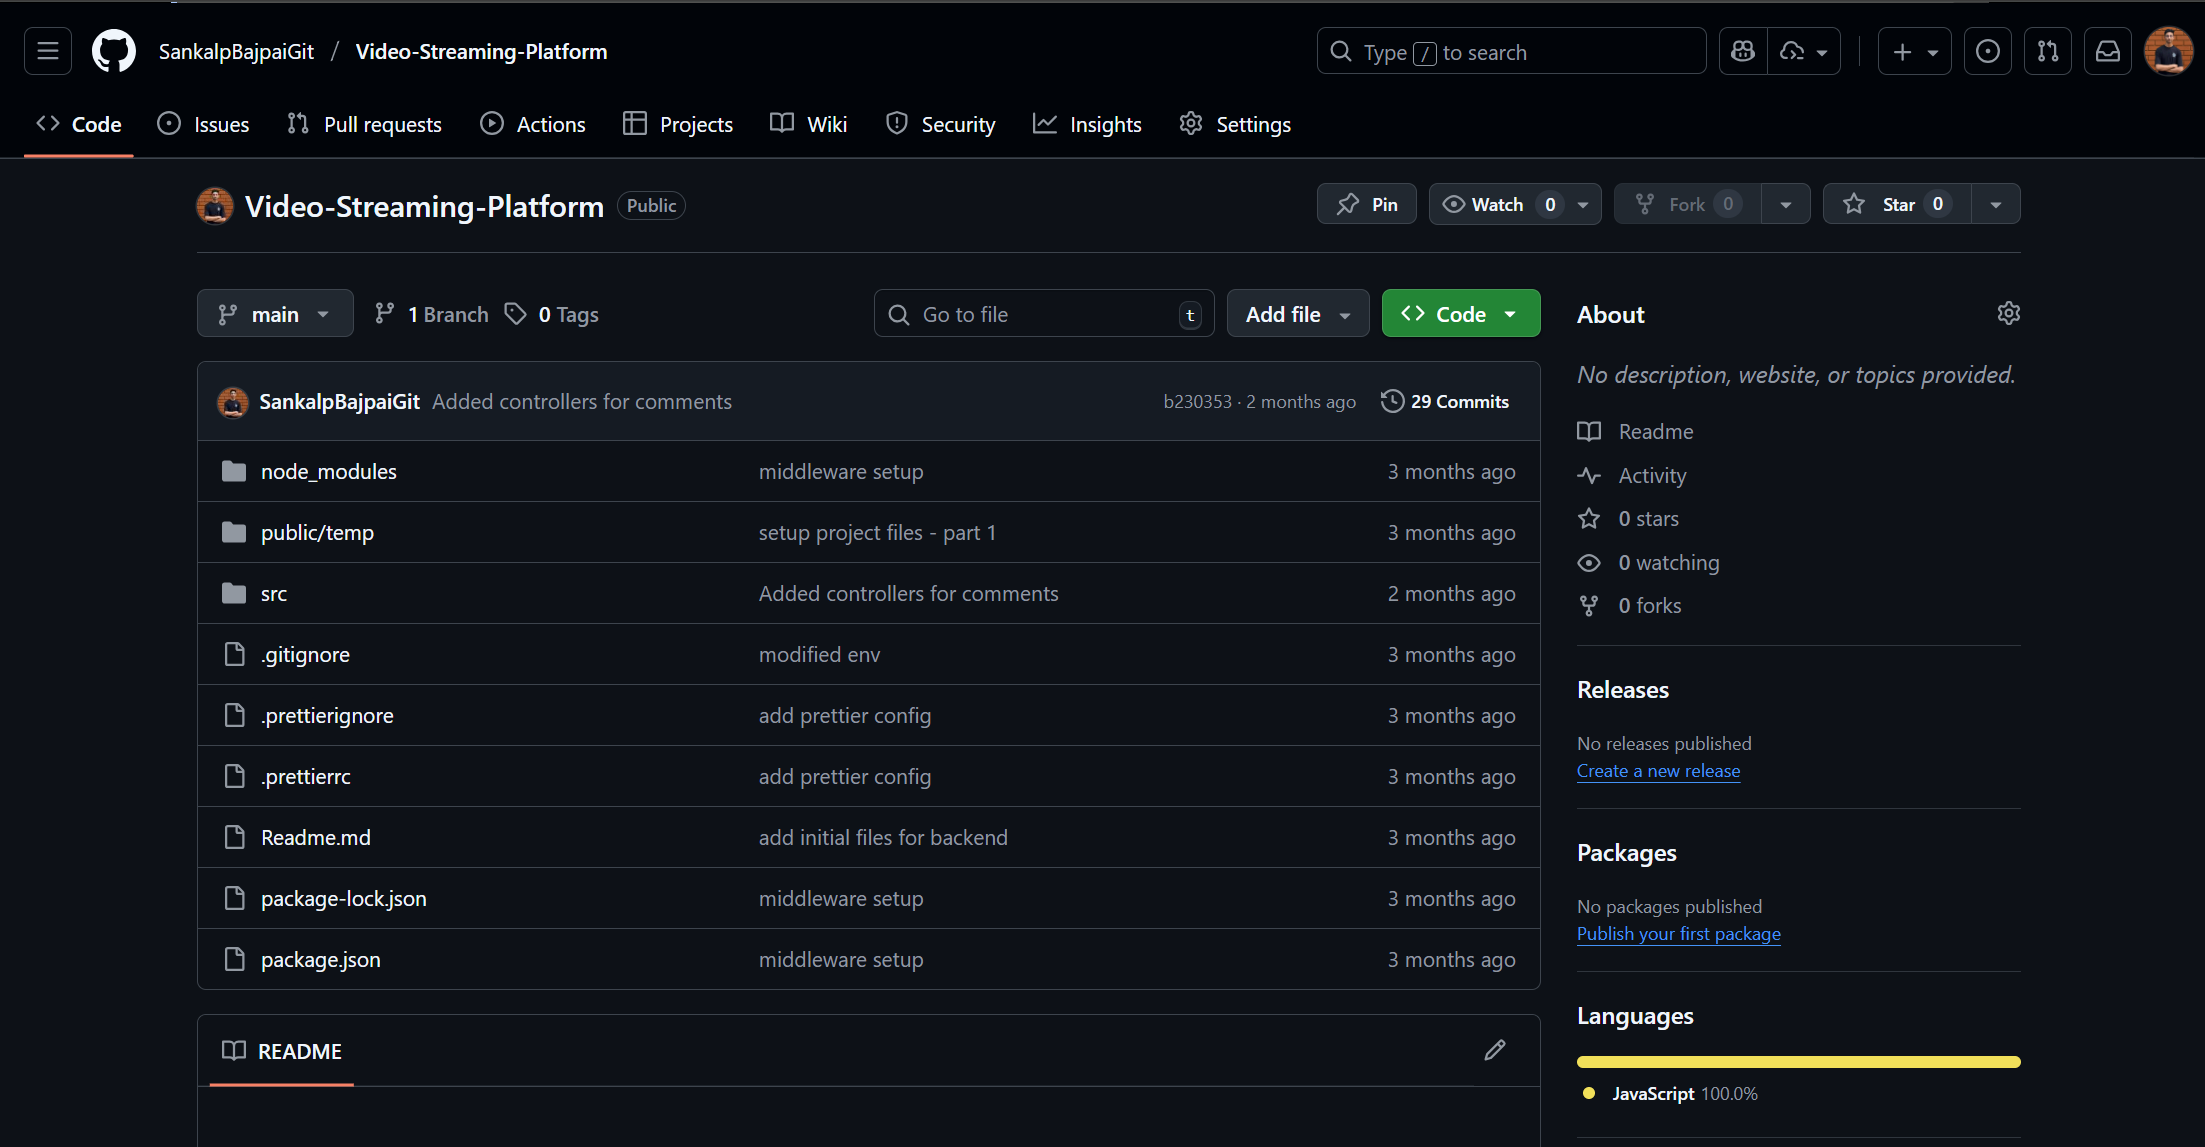 SankalpBajpaiGit / Video-Streaming-Platform
Type / to search
Code Issues Pull requests Actions Projects Wiki Security Insights Settings
Video-Streaming-Platform Public
Pin Watch 0 Fork 0 Star 0
main 1 Branch 0 Tags
Go to file t Add file Code
SankalpBajpaiGit Added controllers for comments b230353 · 2 months ago 29 Commits
node_modules middleware setup 3 months ago
public/temp setup project files - part 1 3 months ago
src Added controllers for comments 2 months ago
.gitignore modified env 3 months ago
.prettierignore add prettier config 3 months ago
.prettierrc add prettier config 3 months ago
Readme.md add initial files for backend 3 months ago
package-lock.json middleware setup 3 months ago
package.json middleware setup 3 months ago
README
About
No description, website, or topics provided.
Readme
Activity
0 stars
0 watching
0 forks
Releases
No releases published
Create a new release
Packages
No packages published
Publish your first package
Languages
JavaScript 100.0%